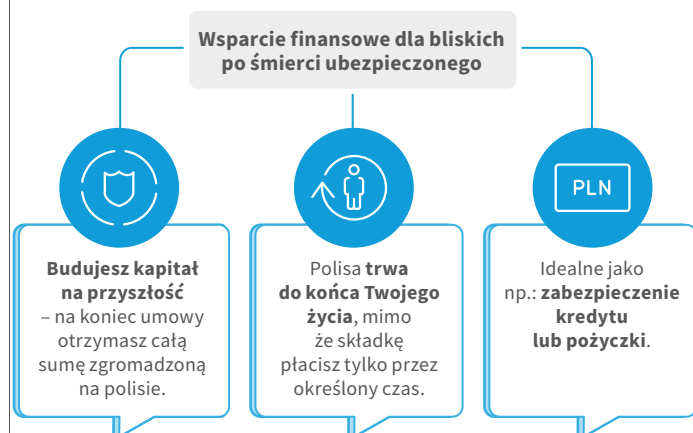 Wsparcie finansowe dla bliskich
po śmierci ubezpieczonego
Budujesz kapitał
na przyszłość
– na koniec umowy
otrzymasz całą
sumę zgromadzoną
na polisie.
Polisa trwa
do końca Twojego
życia, mimo
że składkę
płacisz tylko przez
określony czas.
PLN
Idealne jako
np.: zabezpieczenie
kredytu
lub pożyczki.